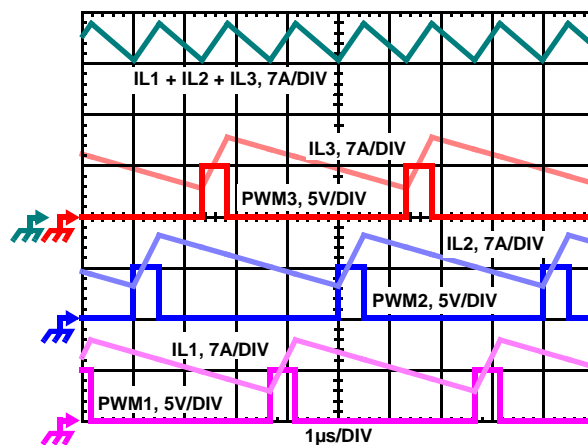 IL1 + IL2 + IL3, 7A/DIV
IL3, 7A/DIV
PWM3, 5V/DIV
IL2, 7A/DIV
PWM2, 5V/DIV
IL1, 7A/DIV
PWM1, 5V/DIV
1µs/DIV